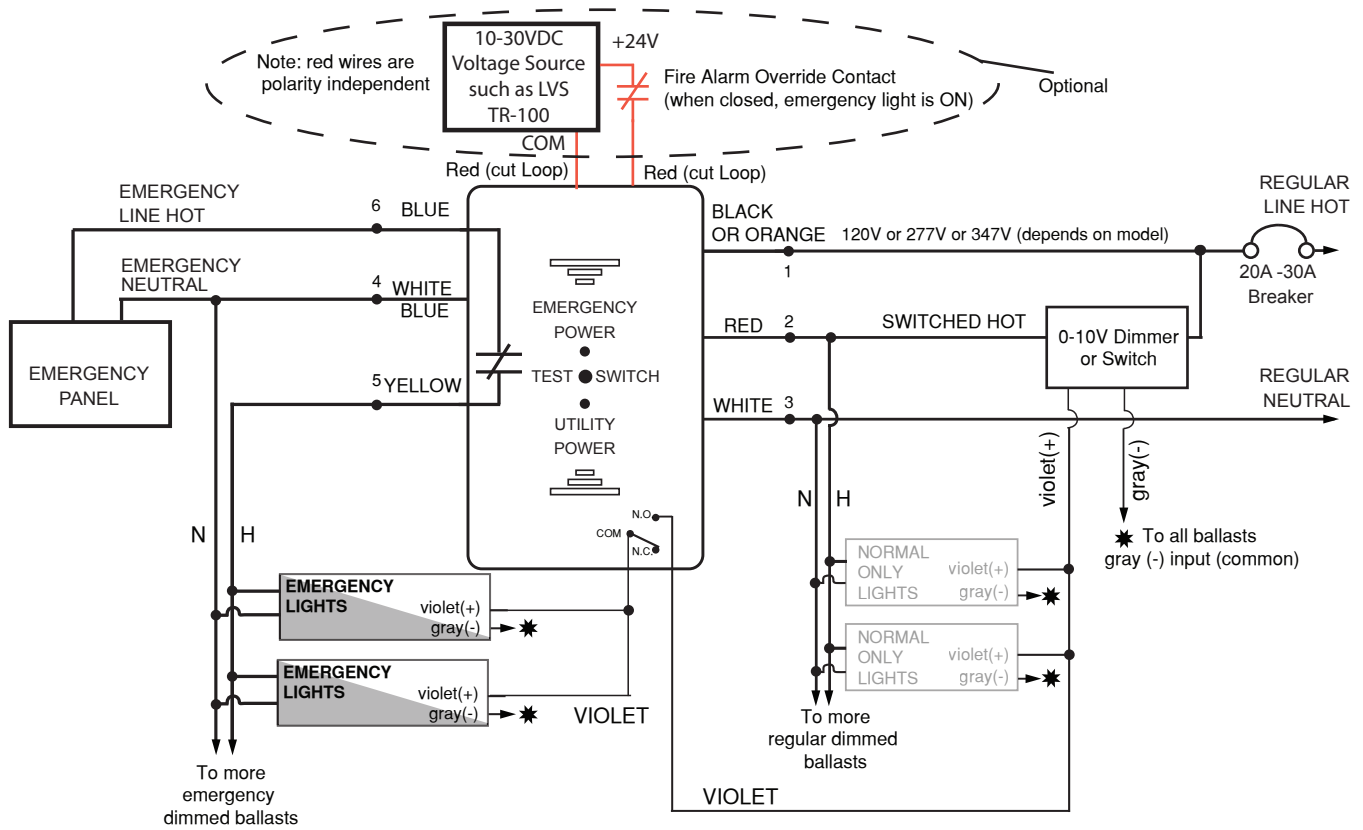 Note: red wires are
polarity independent
10-30VDC
Voltage Source
such as LVS
TR-100
+24V
COM
Fire Alarm Override Contact
(when closed, emergency light is ON)
Optional
Red (cut Loop)
Red (cut Loop)
EMERGENCY
LINE HOT
6
BLUE
EMERGENCY
NEUTRAL
4
WHITE
BLUE
EMERGENCY
PANEL
5
YELLOW
EMERGENCY
POWER
TEST
SWITCH
UTILITY
POWER
N.O.
COM
N.C.
BLACK
OR ORANGE
120V or 277V or 347V (depends on model)
1
REGULAR
LINE HOT
20A -30A
Breaker
RED
2
SWITCHED HOT
0-10V Dimmer
or Switch
WHITE
3
REGULAR
NEUTRAL
violet(+)
gray(-)
To all ballasts
gray (-) input (common)
N
H
N
H
EMERGENCY
LIGHTS
violet(+)
gray(-)
EMERGENCY
LIGHTS
violet(+)
gray(-)
VIOLET
To more
emergency
dimmed ballasts
NORMAL
ONLY
LIGHTS
violet(+)
gray(-)
NORMAL
ONLY
LIGHTS
violet(+)
gray(-)
To more
regular dimmed
ballasts
VIOLET